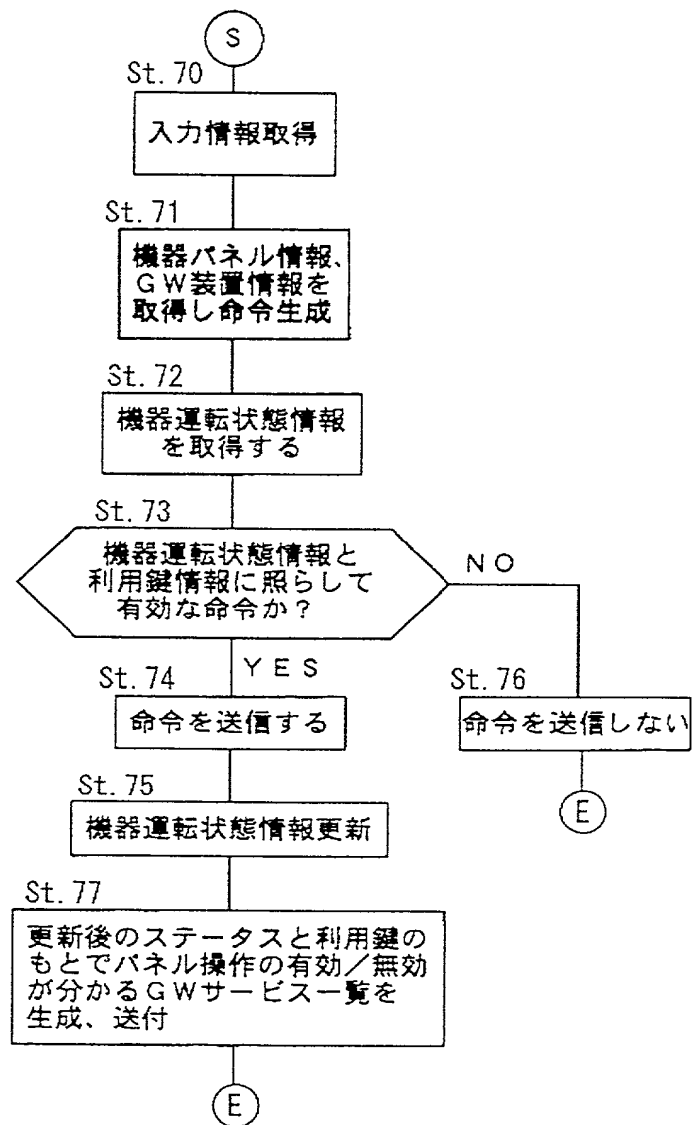 S
St.70
入力情報取得
St.71
機器パネル情報、
GW装置情報を
取得し命令生成
St.72
機器運転状態情報
を取得する
St.73
機器運転状態情報と
利用鍵情報に照らして
有効な命令か?
NO
YES
St.74
命令を送信する
St.76
命令を送信しない
E
St.75
機器運転状態情報更新
St.77
更新後のステータスと利用鍵の
もとでパネル操作の有効/無効
が分かるGWサービス一覧を
生成、送付
E